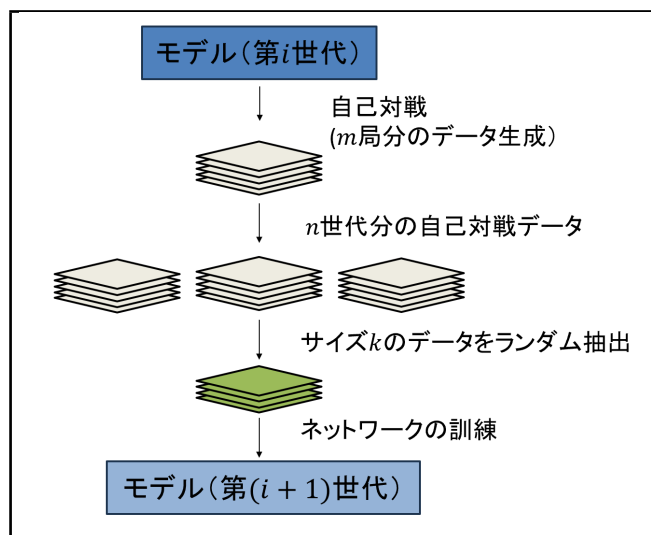 モデル（第i世代）
自己対戦
(m局分のデータ生成）
n世代分の自己対戦データ
サイズkのデータをランダム抽出
ネットワークの訓練
モデル（第(i + 1)世代）